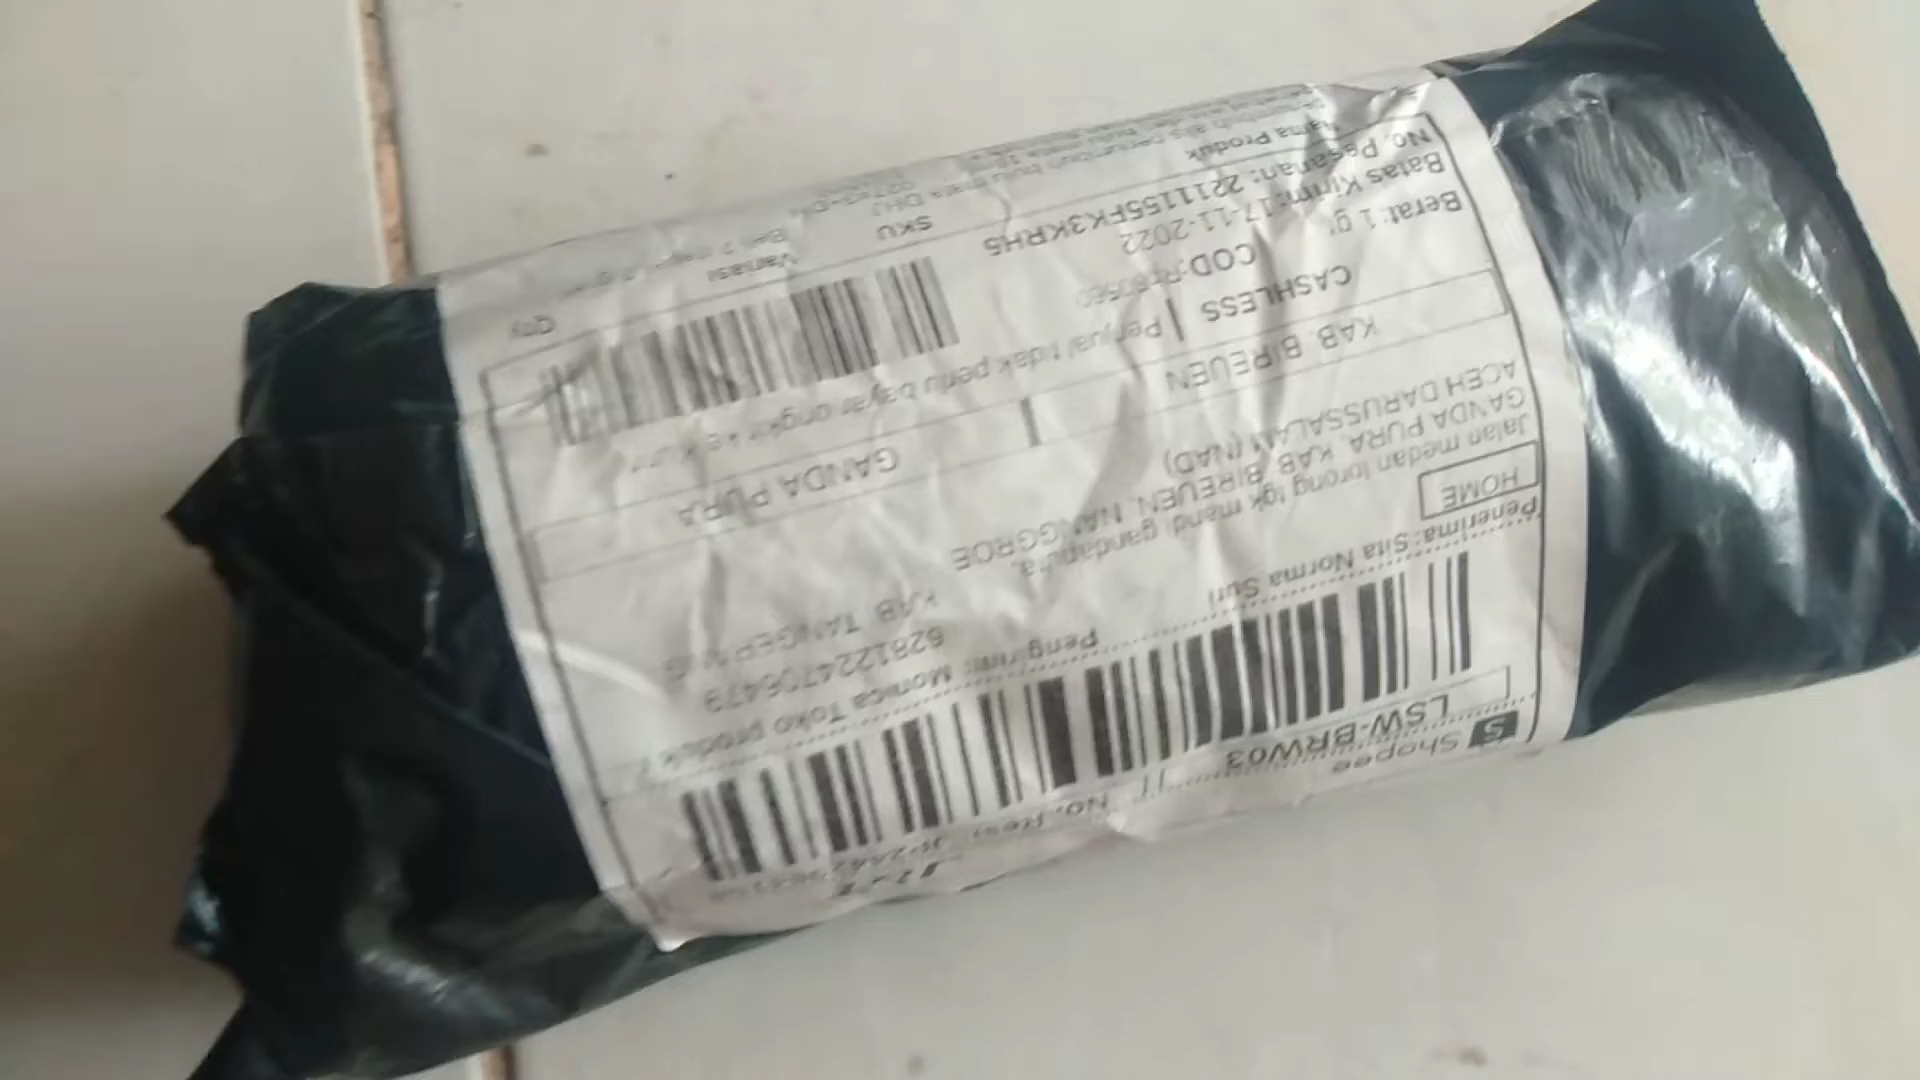 Shopee
LSW-BRW03
No. Resi
Penerima: Sita Norma Suri
Pengirim: Monica Toko produk
HOME
6281224706479
Jalan medan lorong tgk mandi gandapura,
KAB. TANGERANG
GANDA PURA, KAB. BIREUEN, NANGGROE
ACEH DARUSSALAM (NAD)
KAB. BIREUEN
GANDA PURA
CASHLESS
Penjual tidak perlu bayar ongkir ke Kurir
Berat: 1 gr
COD: Rp80560
Batas Kirim: 17-11-2022
No. Pesanan: 2211155FK3KRH5
Nama Produk
SKU
Variasi
Qty